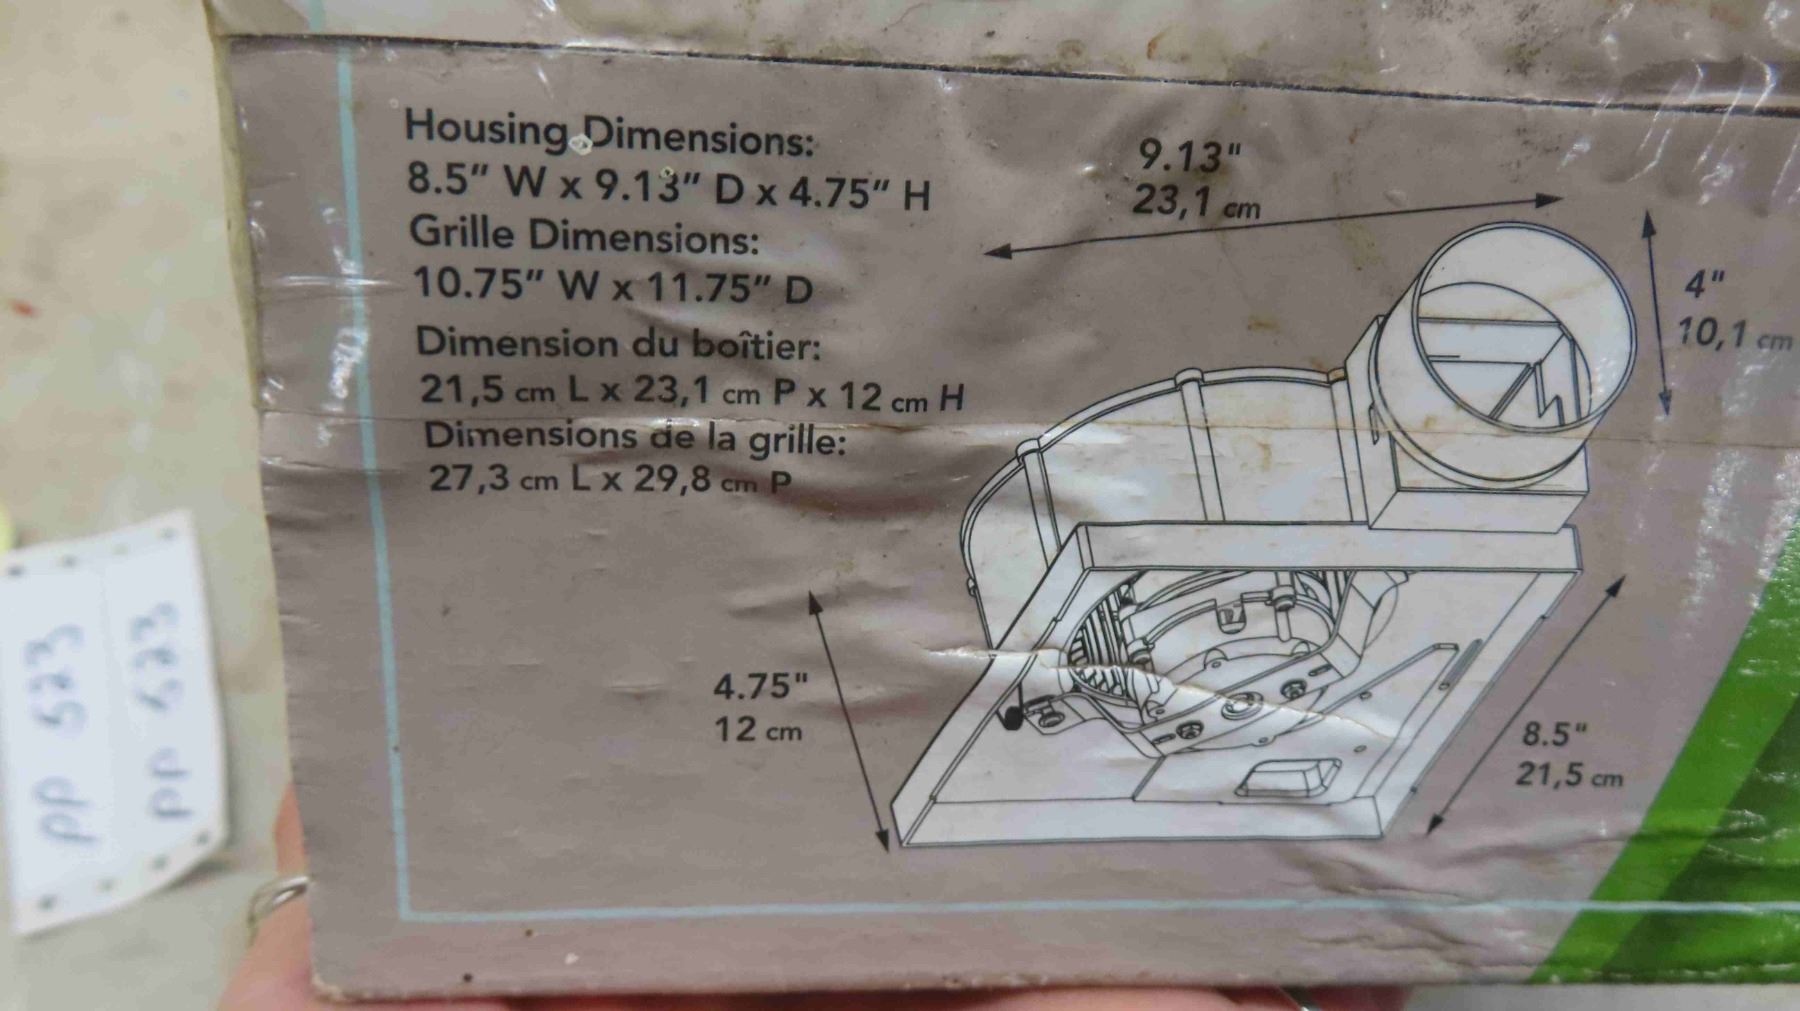 Housing Dimensions:
8.5" W x 9.13" D x 4.75" H
Grille Dimensions:
10.75" W x 11.75" D
Dimension du boîtier:
21,5 cm L x 23,1 cm P x 12 cm H
Dimensions de la grille:
27,3 cm L x 29,8 cm P
9.13"
23,1 cm
4"
10,1 cm
4.75"
12 cm
8.5"
21,5 cm
PP 523
PP 523